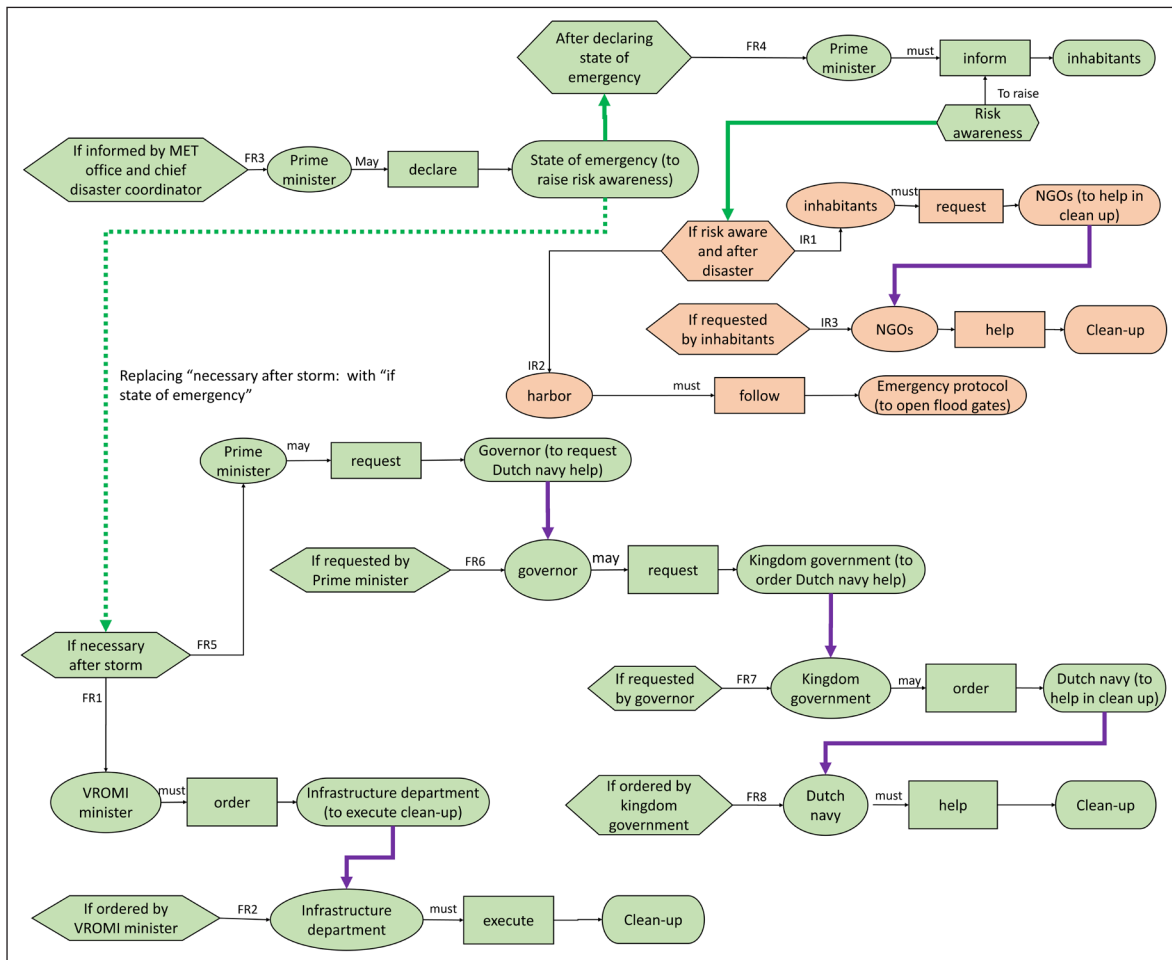 After declaring
state of
emergency
FR4
Prime
minister
must
inform
inhabitants
To raise
Risk
awareness
If informed by MET
office and chief
disaster coordinator
FR3
Prime
minister
May
declare
State of emergency (to
raise risk awareness)
inhabitants
must
request
NGOs (to help in
clean up)
If risk aware
and after
disaster
IR1
If requested
by inhabitants
IR3
NGOs
help
Clean-up
IR2
harbor
must
follow
Emergency protocol
(to open flood gates)
Replacing “necessary after storm:  with “if
state of emergency”
Prime
minister
may
request
Governor (to request
Dutch navy help)
If requested by
Prime minister
FR6
governor
may
request
Kingdom government (to
order Dutch navy help)
If necessary
after storm
FR5
FR1
If requested
by governor
FR7
Kingdom
government
may
order
Dutch navy (to
help in clean up)
VROMI
minister
must
order
Infrastructure department
(to execute clean-up)
If ordered by
kingdom
government
FR8
Dutch
navy
must
help
Clean-up
If ordered by
VROMI minister
FR2
Infrastructure
department
must
execute
Clean-up